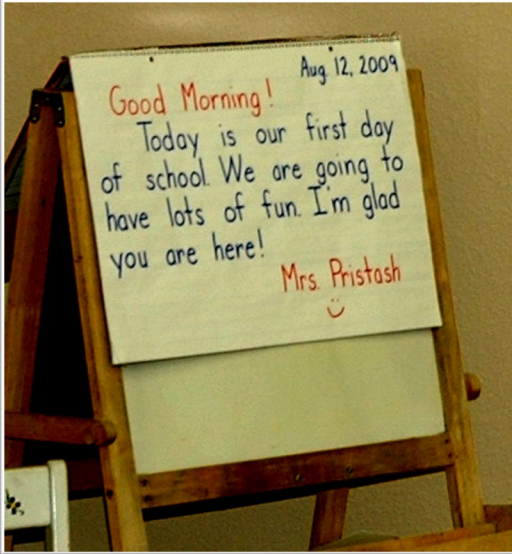 Aug. 12, 2009
Good Morning!
Today is our first day
of school. We are going to
have lots of fun. I'm glad
you are here!
Mrs. Pristash